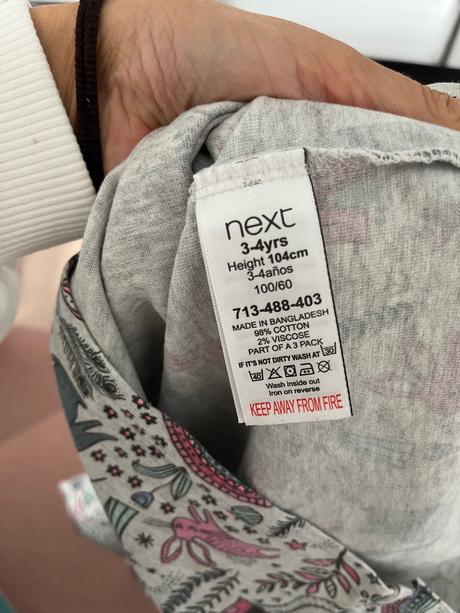 next
3-4yrs
Height 104cm
3-4años
100/60
713-488-403
MADE IN BANGLADESH
98% COTTON
2% VISCOSE
PART OF A 3 PACK
IF IT'S NOT DIRTY WASH AT 30
40
Wash inside out
Iron on reverse
KEEP AWAY FROM FIRE